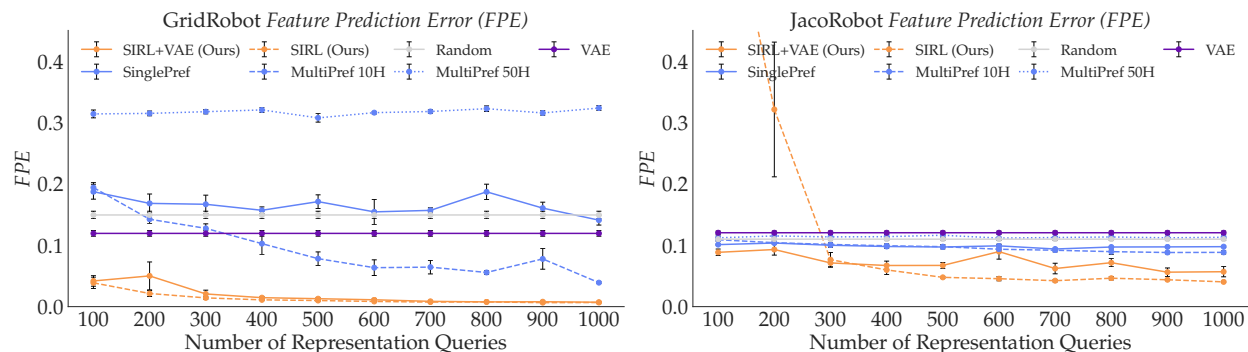 GridRobot Feature Prediction Error (FPE)
SIRL+VAE (Ours)
SIRL (Ours)
Random
VAE
SinglePref
MultiPref 10H
MultiPref 50H
0.4
0.3
0.2
0.1
0.0
FPE
100 200 300 400 500 600 700 800 900 1000
Number of Representation Queries
JacoRobot Feature Prediction Error (FPE)
SIRL+VAE (Ours)
SIRL (Ours)
Random
VAE
SinglePref
MultiPref 10H
MultiPref 50H
0.4
0.3
0.2
0.1
0.0
FPE
100 200 300 400 500 600 700 800 900 1000
Number of Representation Queries